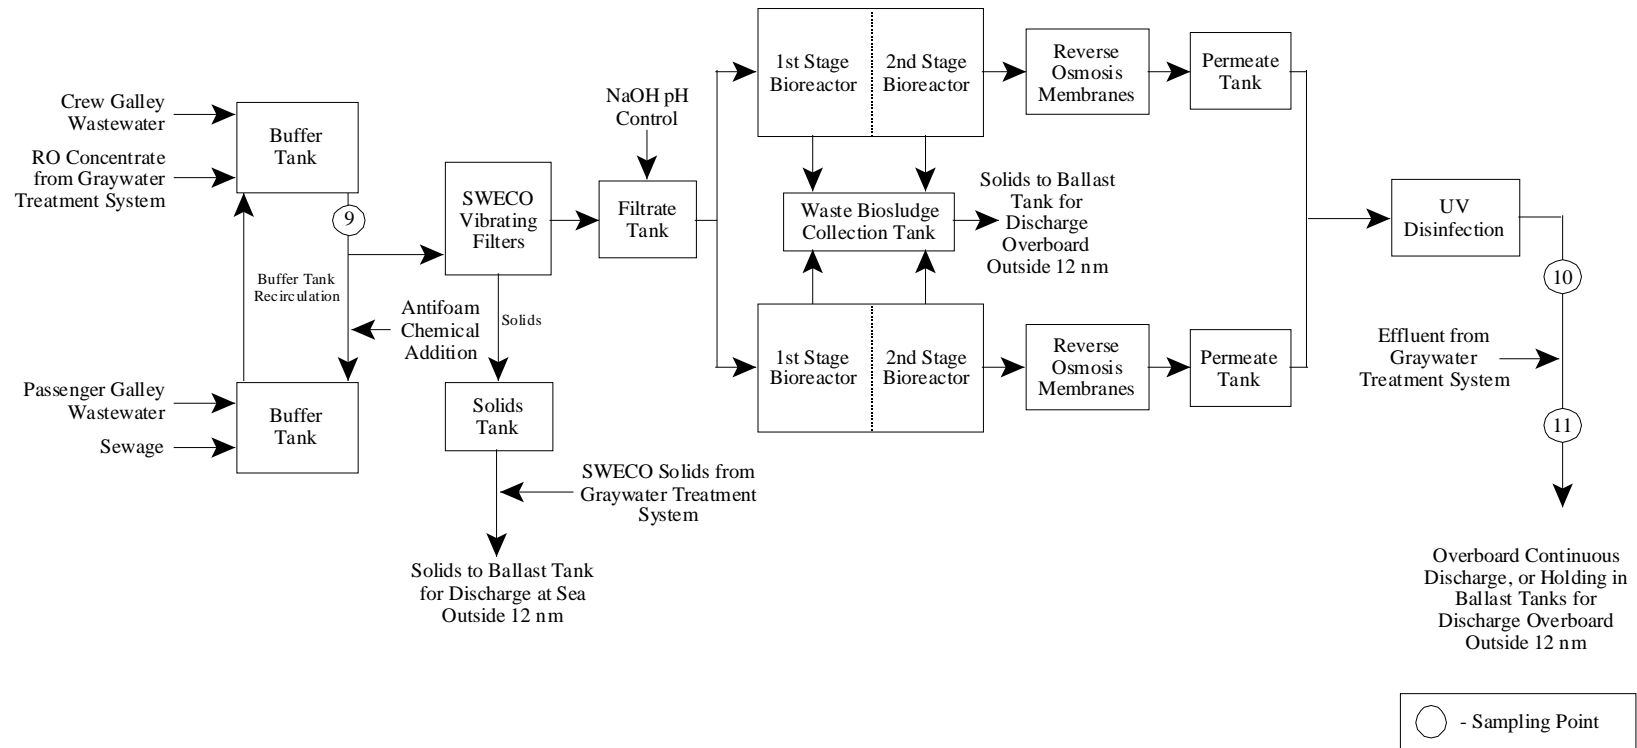 Crew Galley
Wastewater
RO Concentrate
from Graywater
Treatment System
Buffer
Tank
9
Buffer Tank
Recirculation
Antifoam
Chemical
Addition
Passenger Galley
Wastewater
Sewage
Buffer
Tank
SWECO
Vibrating
Filters
Solids
Solids
Tank
SWECO Solids from
Graywater Treatment
System
Solids to Ballast Tank
for Discharge at Sea
Outside 12 nm
NaOH pH
Control
Filtrate
Tank
1st Stage
Bioreactor
2nd Stage
Bioreactor
Reverse
Osmosis
Membranes
Permeate
Tank
Waste Biosludge
Collection Tank
Solids to Ballast
Tank for
Discharge
Overboard
Outside 12 nm
1st Stage
Bioreactor
2nd Stage
Bioreactor
Reverse
Osmosis
Membranes
Permeate
Tank
UV
Disinfection
10
Effluent from
Graywater
Treatment System
11
Overboard Continuous
Discharge, or Holding in
Ballast Tanks for
Discharge Overboard
Outside 12 nm
- Sampling Point